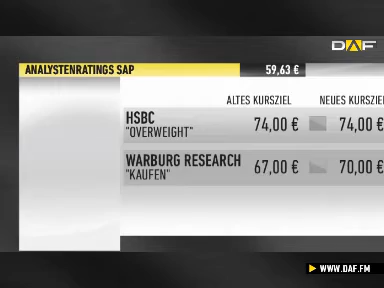 DAF
ANALYSTENRATINGS SAP 59,63 €
ALTES KURSZIEL NEUES KURSZIEL
HSBC
"OVERWEIGHT" 74,00 € 74,00 €
WARBURG RESEARCH
"KAUFEN" 67,00 € 70,00 €
WWW.DAF.FM